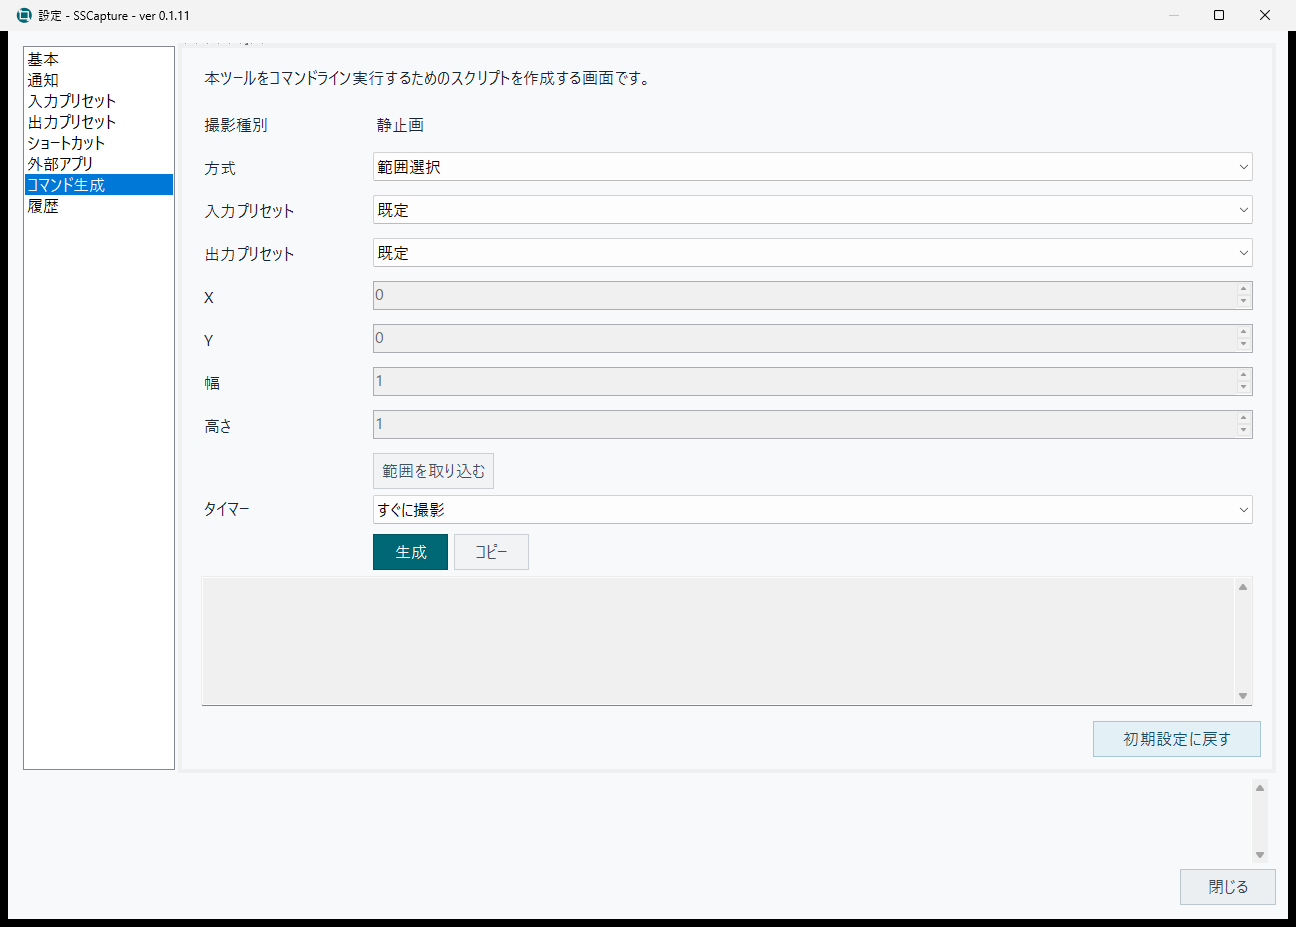 設定 - SSCapture - ver 0.1.11
基本
通知
入力プリセット
出力プリセット
ショートカット
外部アプリ
コマンド生成
履歴
本ツールをコマンドライン実行するためのスクリプトを作成する画面です。
撮影種別 静止画
方式 範囲選択
入力プリセット 既定
出力プリセット 既定
X 0
Y 0
幅 1
高さ 1
範囲を取り込む
タイマー すぐに撮影
生成 コピー
初期設定に戻す
閉じる